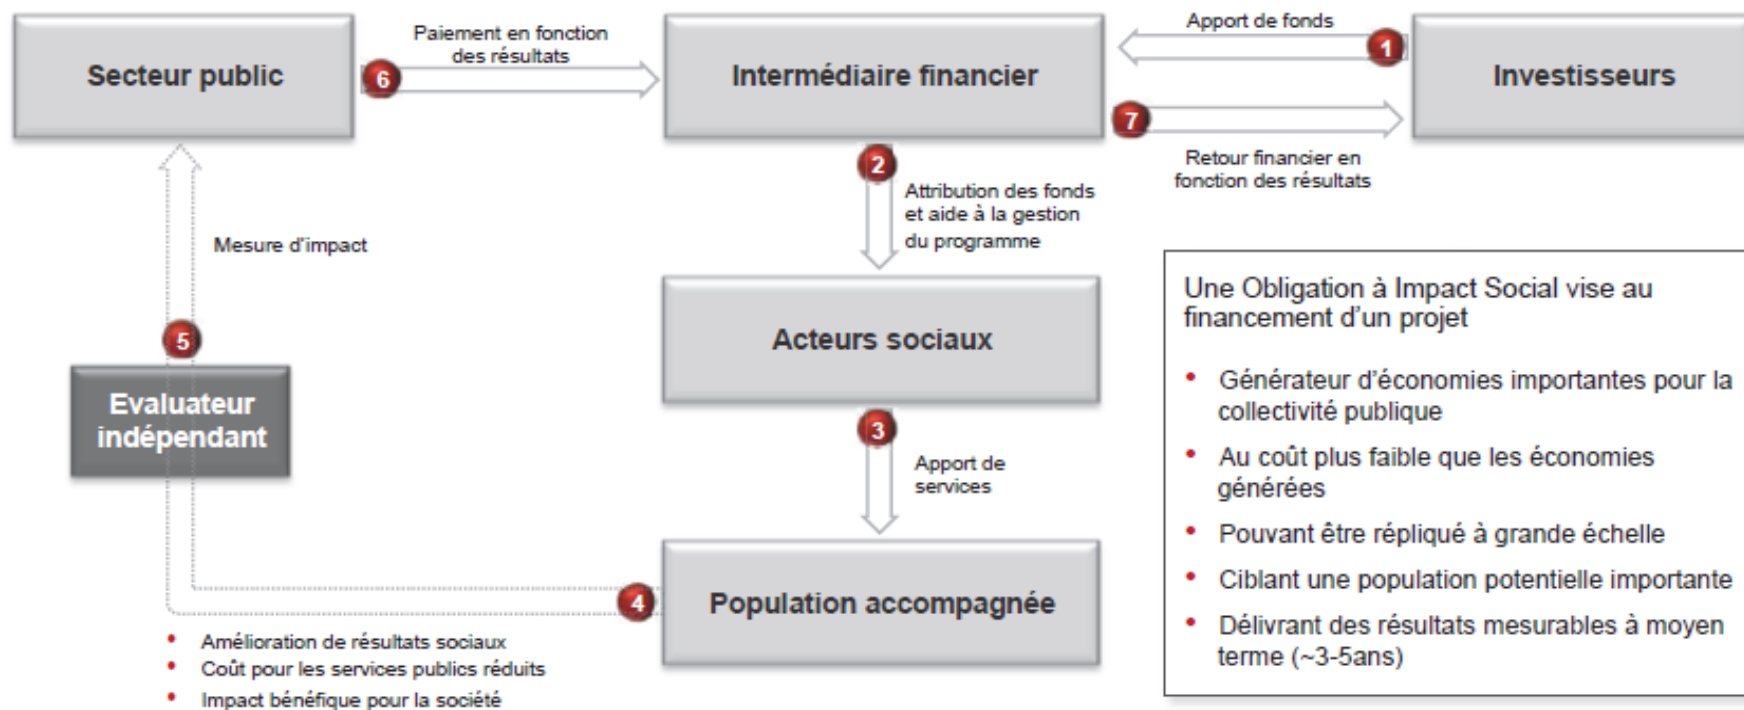 Secteur public
6
Paiement en fonction
des résultats
Intermédiaire financier
Apport de fonds
1
7
Retour financier en
fonction des résultats
Investisseurs
2
Attribution des fonds
et aide à la gestion
du programme
Acteurs sociaux
3
Apport de
services
Population accompagnée
4
Amélioration de résultats sociaux
Coût pour les services publics réduits
Impact bénéfique pour la société
Evaluateur
indépendant
5
Mesure d'impact
Une Obligation à Impact Social vise au
financement d'un projet
• Générateur d'économies importantes pour la
collectivité publique
• Au coût plus faible que les économies
générées
• Pouvant être répliqué à grande échelle
• Ciblant une population potentielle importante
• Délivrant des résultats mesurables à moyen
terme (~3-5ans)